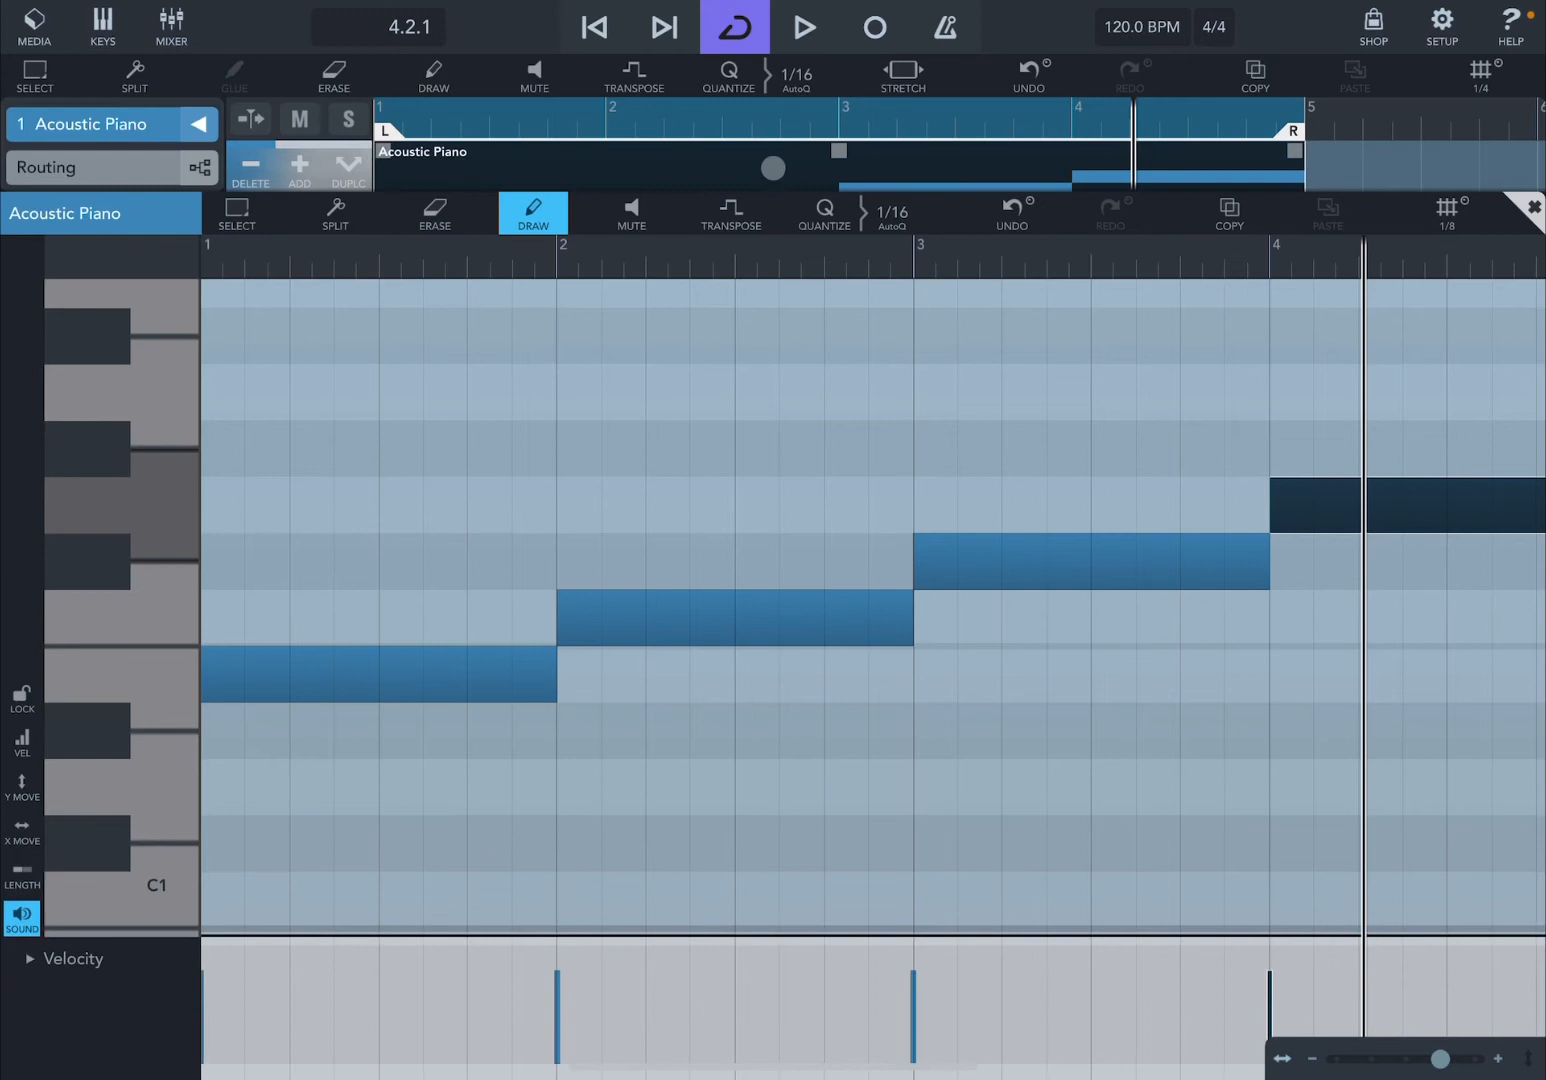 4.2.1
120.0 BPM
4/4
MEDIA
KEYS
MIXER
SHOP
SETUP
HELP
1/16
SELECT
SPLIT
GLUE
ERASE
DRAW
MUTE
TRANSPOSE
QUANTIZE
AutoQ
STRETCH
UNDO
REDO
COPY
PASTE
1/4
1 2 3 4 5 6
1 Acoustic Piano
M
S
L
R
Acoustic Piano
Routing
DELETE
ADD
DUPLC
Acoustic Piano
1/16
SELECT
SPLIT
ERASE
DRAW
MUTE
TRANSPOSE
QUANTIZE
AutoQ
UNDO
REDO
COPY
PASTE
1/8
1 2 3 4
LOCK
VEL
Y MOVE
X MOVE
LENGTH
C1
SOUND
Velocity